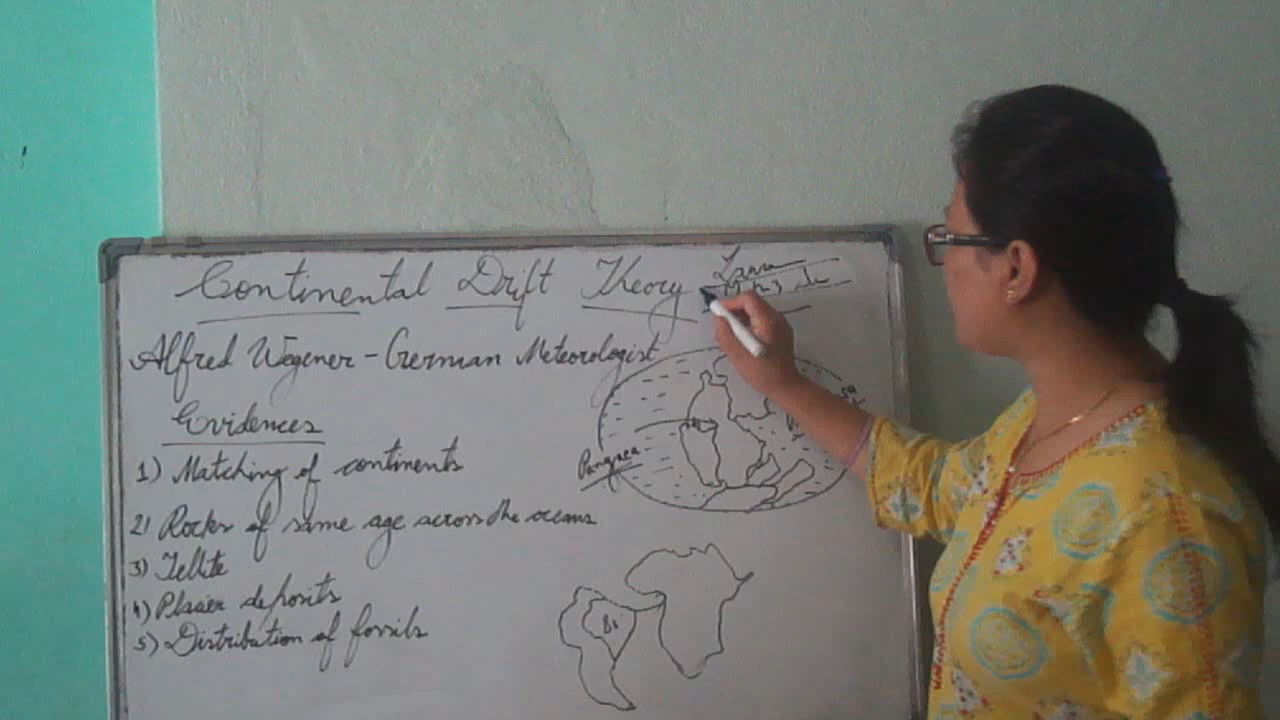 Continental Drift Theory
Alfred Wegener - German Meteorologist
Evidences
1) Matching of continents
2) Rocks of same age across the oceans
3) Tellite
4) Placier deposits
5) Distribution of fossils
Pangaea